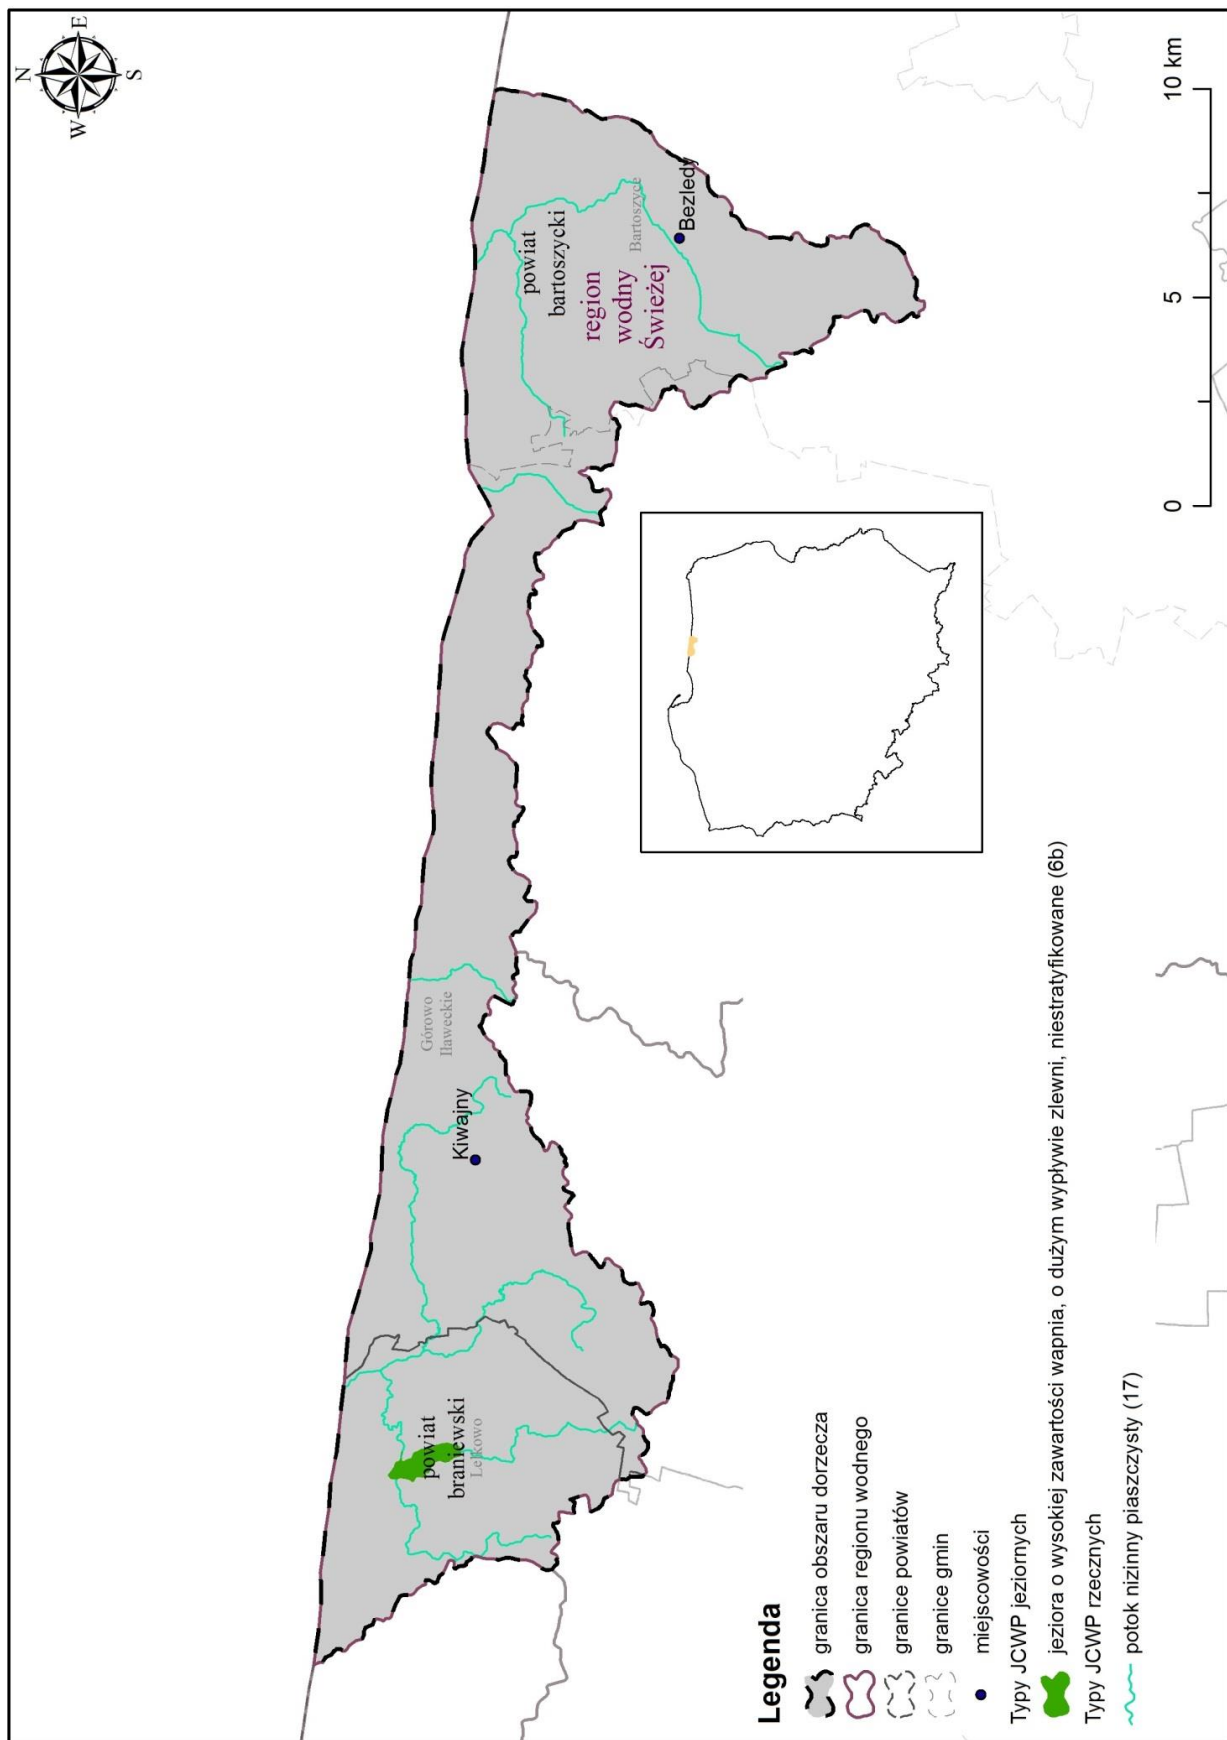 N
W
E
S
powiat
braniewski
Lelkowo
Kiwajny
Górowo
Iławeckie
powiat
bartoszycki
region
wodny
Świeżej
Bartoszyce
Bezledy
Legenda
granica obszaru dorzecza
granica regionu wodnego
granice powiatów
granice gmin
miejscowości
Typy JCWP jeziornych
jeziora o wysokiej zawartości wapnia, o dużym wypływie zlewni, niestratyfikowane (6b)
Typy JCWP rzecznych
potok nizinny piaszczysty (17)
0 5 10 km